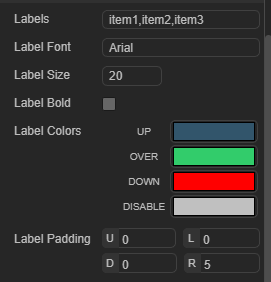 Labels item1,item2,item3
Label Font Arial
Label Size 20
Label Bold
Label Colors UP
OVER
DOWN
DISABLE
Label Padding U 0 L 0
D 0 R 5